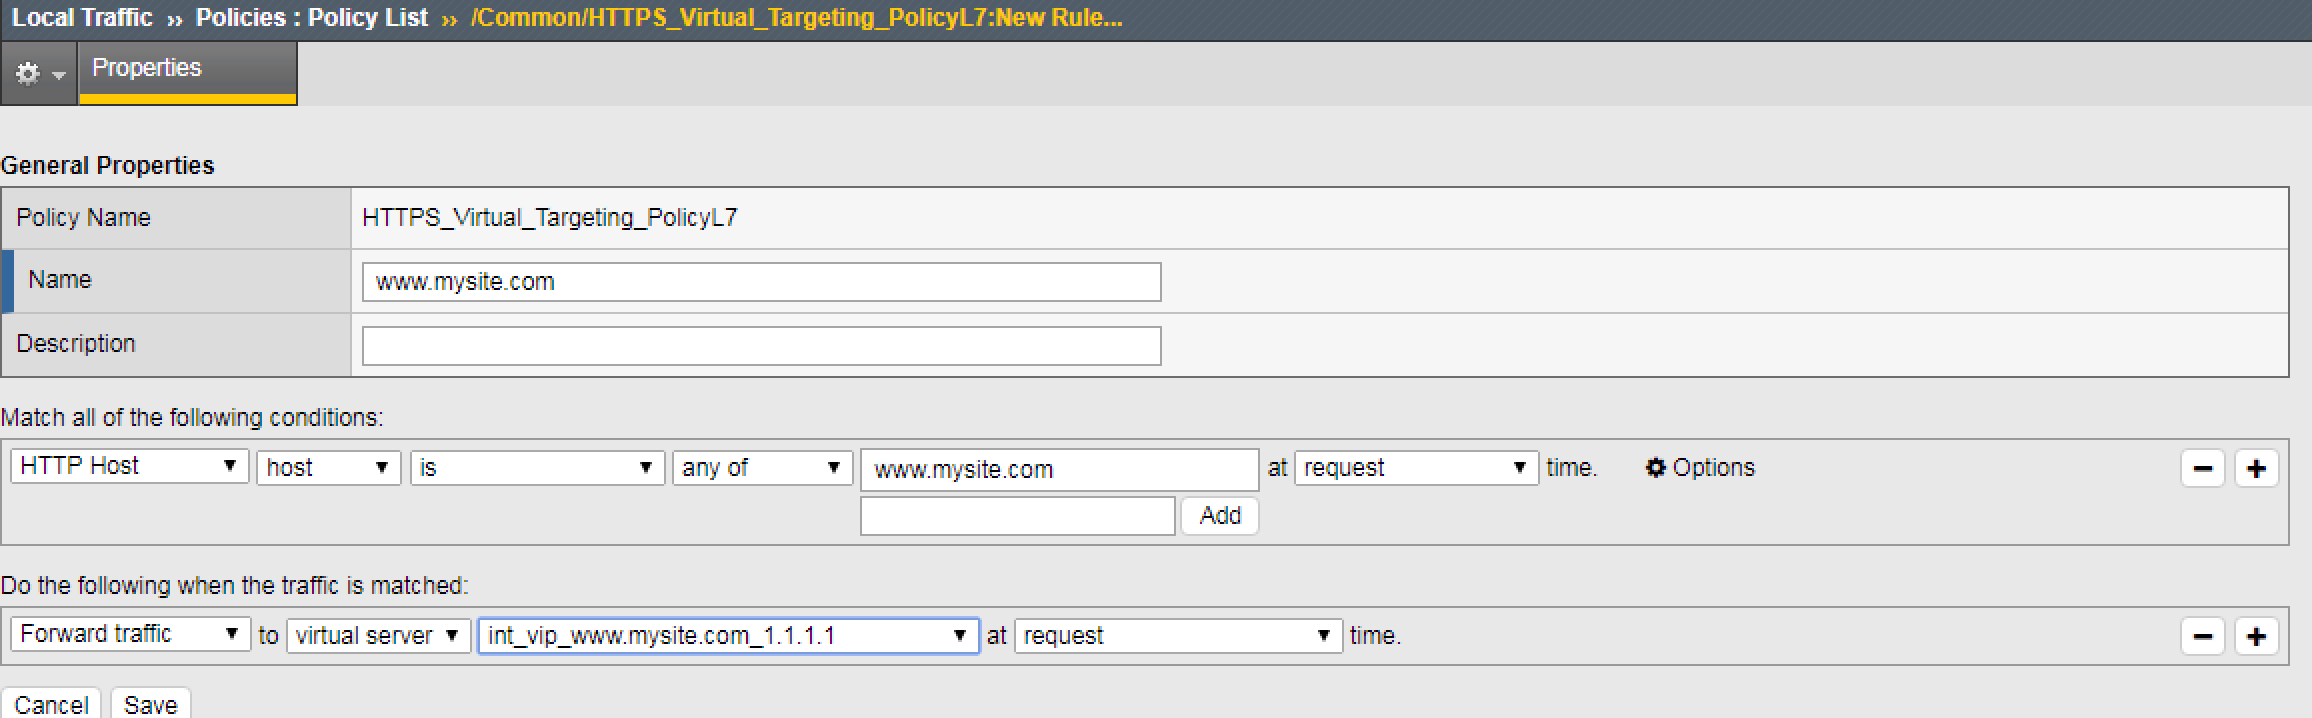 Local Traffic ›› Policies : Policy List ›› /Common/HTTPS_Virtual_Targeting_PolicyL7:New Rule...
Properties
General Properties
Policy Name HTTPS_Virtual_Targeting_PolicyL7
Name www.mysite.com
Description
Match all of the following conditions:
HTTP Host host is any of www.mysite.com at request time. Options
Add
Do the following when the traffic is matched:
Forward traffic to virtual server int_vip_www.mysite.com_1.1.1.1 at request time.
Cancel Save